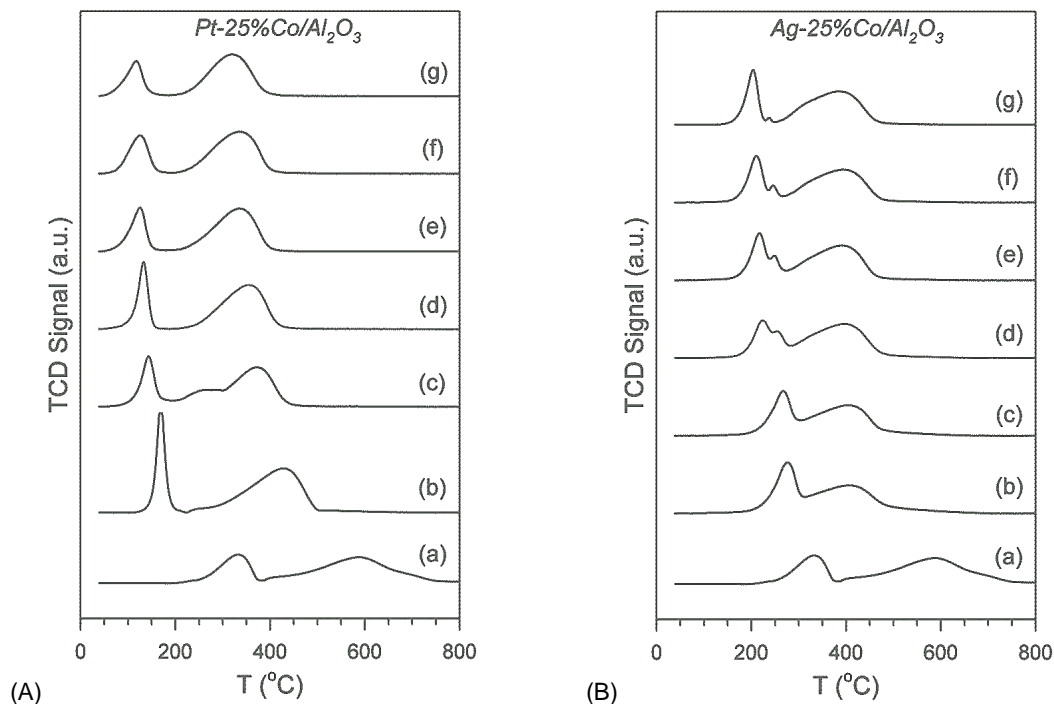 Pt-25%Co/Al₂O₃
(g)
(f)
(e)
(d)
(c)
(b)
(a)
TCD Signal (a.u.)
0 200 400 600 800
T (°C)
(A)
Ag-25%Co/Al₂O₃
(g)
(f)
(e)
(d)
(c)
(b)
(a)
TCD Signal (a.u.)
0 200 400 600 800
T (°C)
(B)